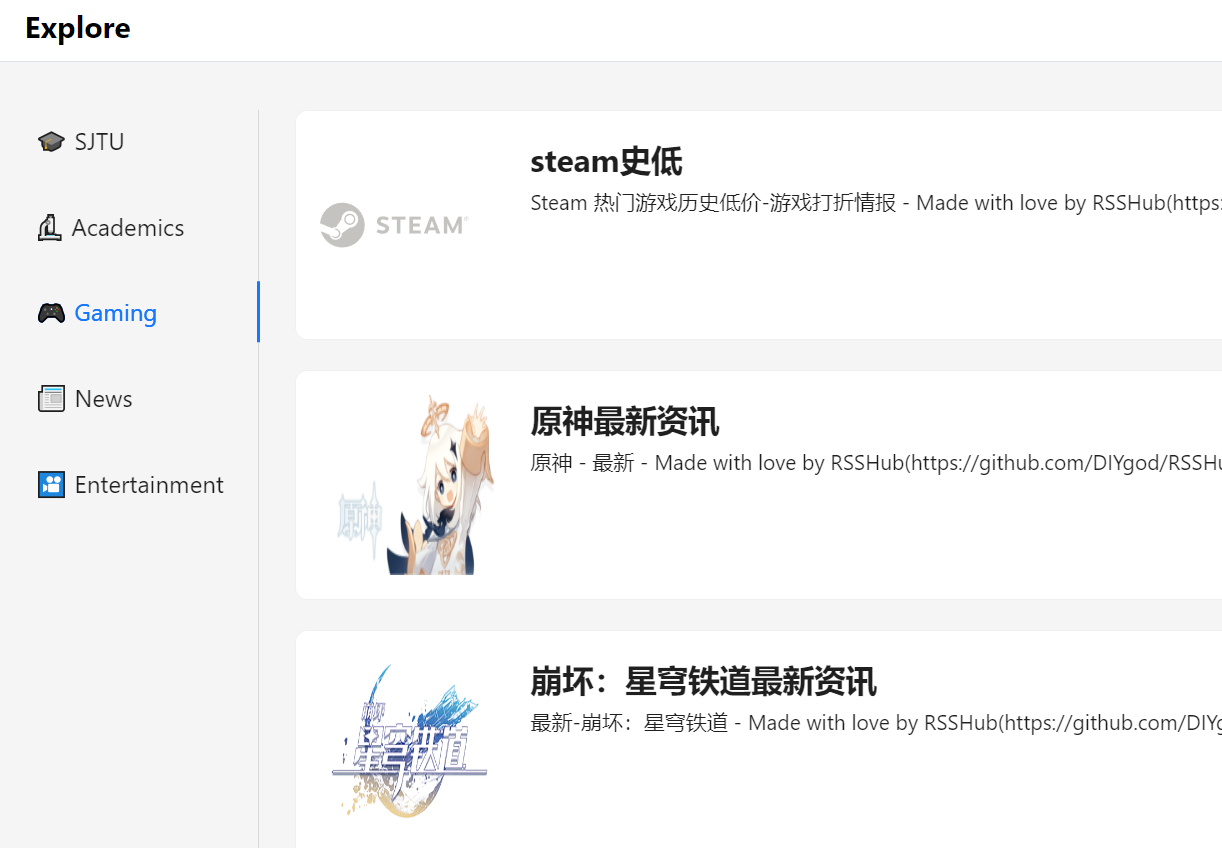 Explore
SJTU
Academics
Gaming
News
Entertainment
STEAM
steam史低
Steam 热门游戏历史低价-游戏打折情报 - Made with love by RSSHub(https:
原神
原神最新资讯
原神 - 最新 - Made with love by RSSHub(https://github.com/DIYgod/RSSHu
崩坏
星穹铁道
崩坏：星穹铁道最新资讯
最新-崩坏：星穹铁道 - Made with love by RSSHub(https://github.com/DIYg